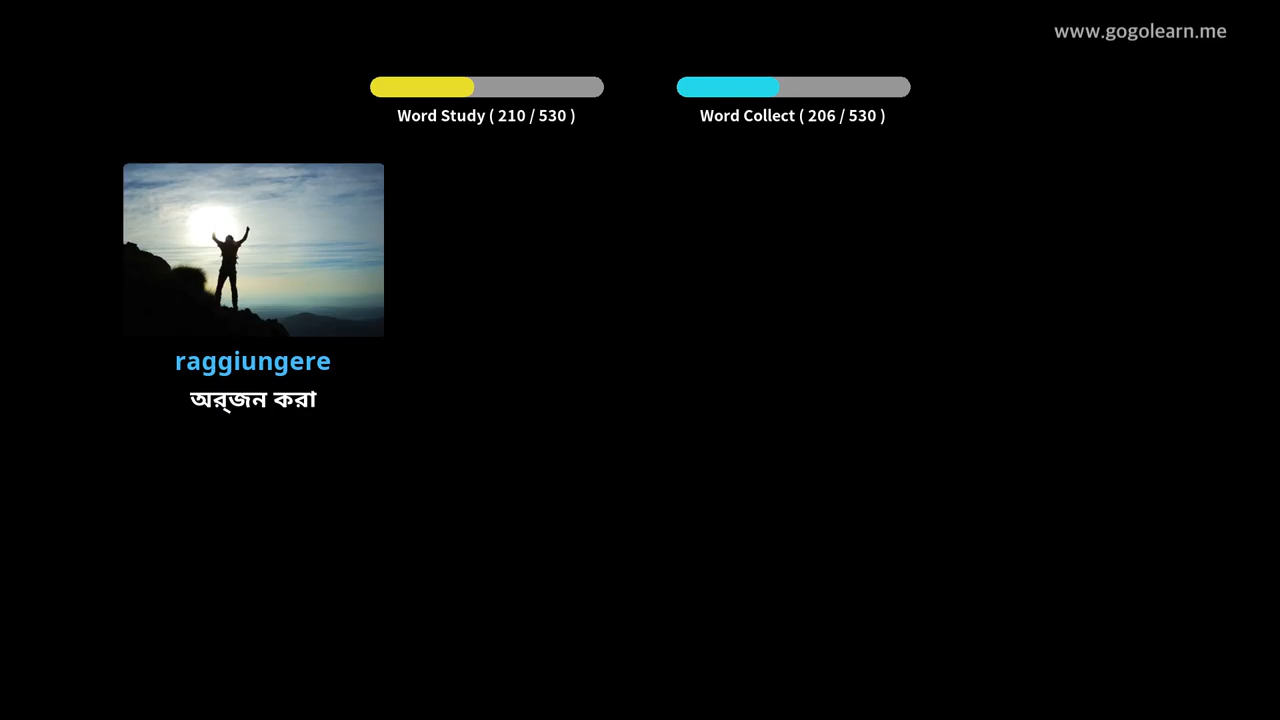 www.gogolearn.me
Word Study ( 210 / 530 )
Word Collect ( 206 / 530 )
raggiungere
অর্জন করা